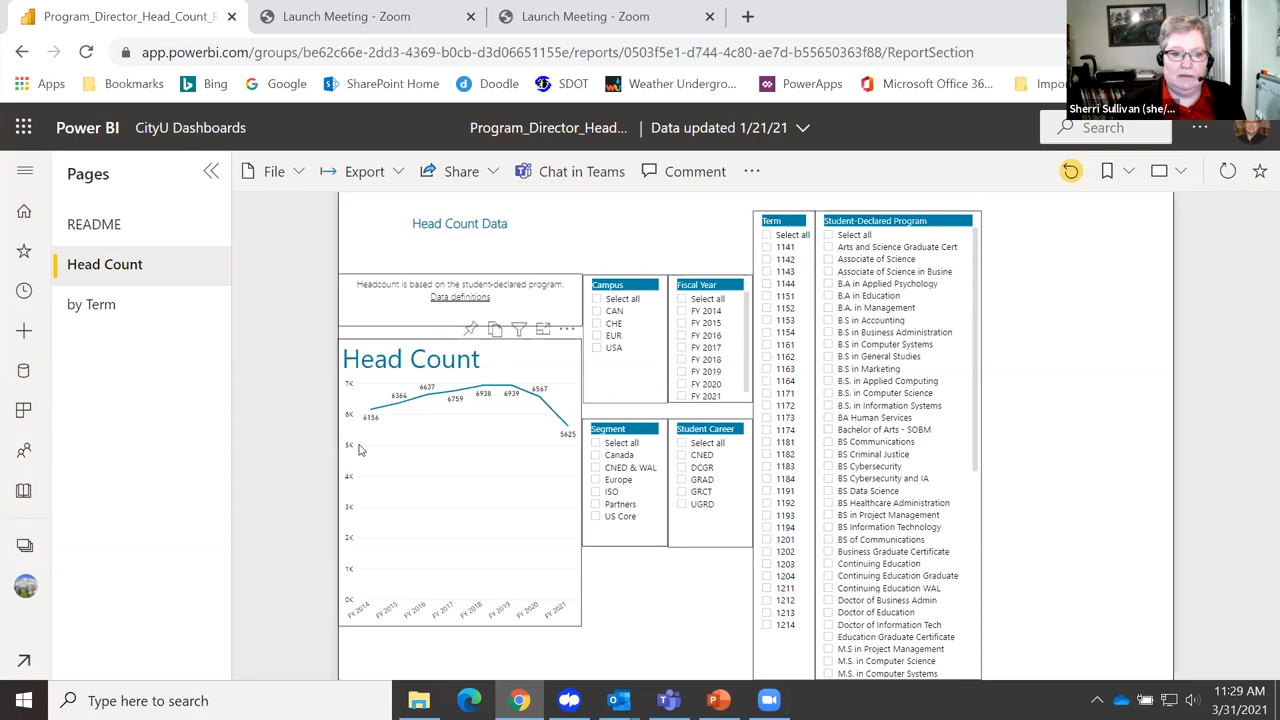 Program_Director_Head_Count_R
Launch Meeting - Zoom
Launch Meeting - Zoom
app.powerbi.com/groups/be62c66e-2dd3-4369-b0cb-d3d06651155e/reports/0503f5e1-d744-4c80-ae7d-b55650363f88/ReportSection
Apps
Bookmarks
Bing
Google
SharePoint Intern
Doodle
SDOT
Weather Undergro...
PowerApps
Microsoft Office 36...
Sherri Sullivan (she/...
Power BI
CityU Dashboards
Program_Director_Head...
Data updated 1/21/21
Search
Pages
README
Head Count
by Term
File
Export
Share
Chat in Teams
Comment
Head Count Data
Headcount is based on the student-declared program.
Data definitions
Head Count
7K
6K
5K
4K
3K
2K
1K
0K
6156
6364
6637
6759
6938
6939
6567
5625
FY 2014
FY 2015
FY 2016
FY 2017
FY 2018
FY 2019
FY 2020
FY 2021
Campus
Select all
CAN
CHE
EUR
USA
Fiscal Year
Select all
FY 2014
FY 2015
FY 2016
FY 2017
FY 2018
FY 2019
FY 2020
FY 2021
Segment
Select all
Canada
CNED & WAL
Europe
ISO
Partners
US Core
Student Career
Select all
CNED
DCGR
GRAD
GRCT
UGRD
Term
Select all
1141
1142
1143
1144
1151
1152
1153
1154
1161
1162
1163
1164
1171
1172
1173
1174
1181
1182
1183
1184
1191
1192
1193
1194
1201
1202
1203
1204
1211
1212
1213
1214
Student-Declared Program
Select all
Arts and Science Graduate Cert
Associate of Science
Associate of Science in Busine
B.A in Applied Psychology
B.A in Education
B.A. in Management
B.S in Accounting
B.S in Business Administration
B.S in Computer Systems
B.S in General Studies
B.S in Marketing
B.S. in Applied Computing
B.S. in Computer Science
B.S. in Information Systems
BA Human Services
Bachelor of Arts - SOBM
BS Communications
BS Criminal Justice
BS Cybersecurity
BS Cybersecurity and IA
BS Data Science
BS Healthcare Administration
BS in Project Management
BS Information Technology
BS of Communications
Business Graduate Certificate
Continuing Education
Continuing Education Graduate
Continuing Education WAL
Doctor of Business Admin
Doctor of Education
Doctor of Information Tech
Education Graduate Certificate
M.S in Project Management
M.S. in Computer Science
M.S. in Computer Systems
Type here to search
11:29 AM
3/31/2021